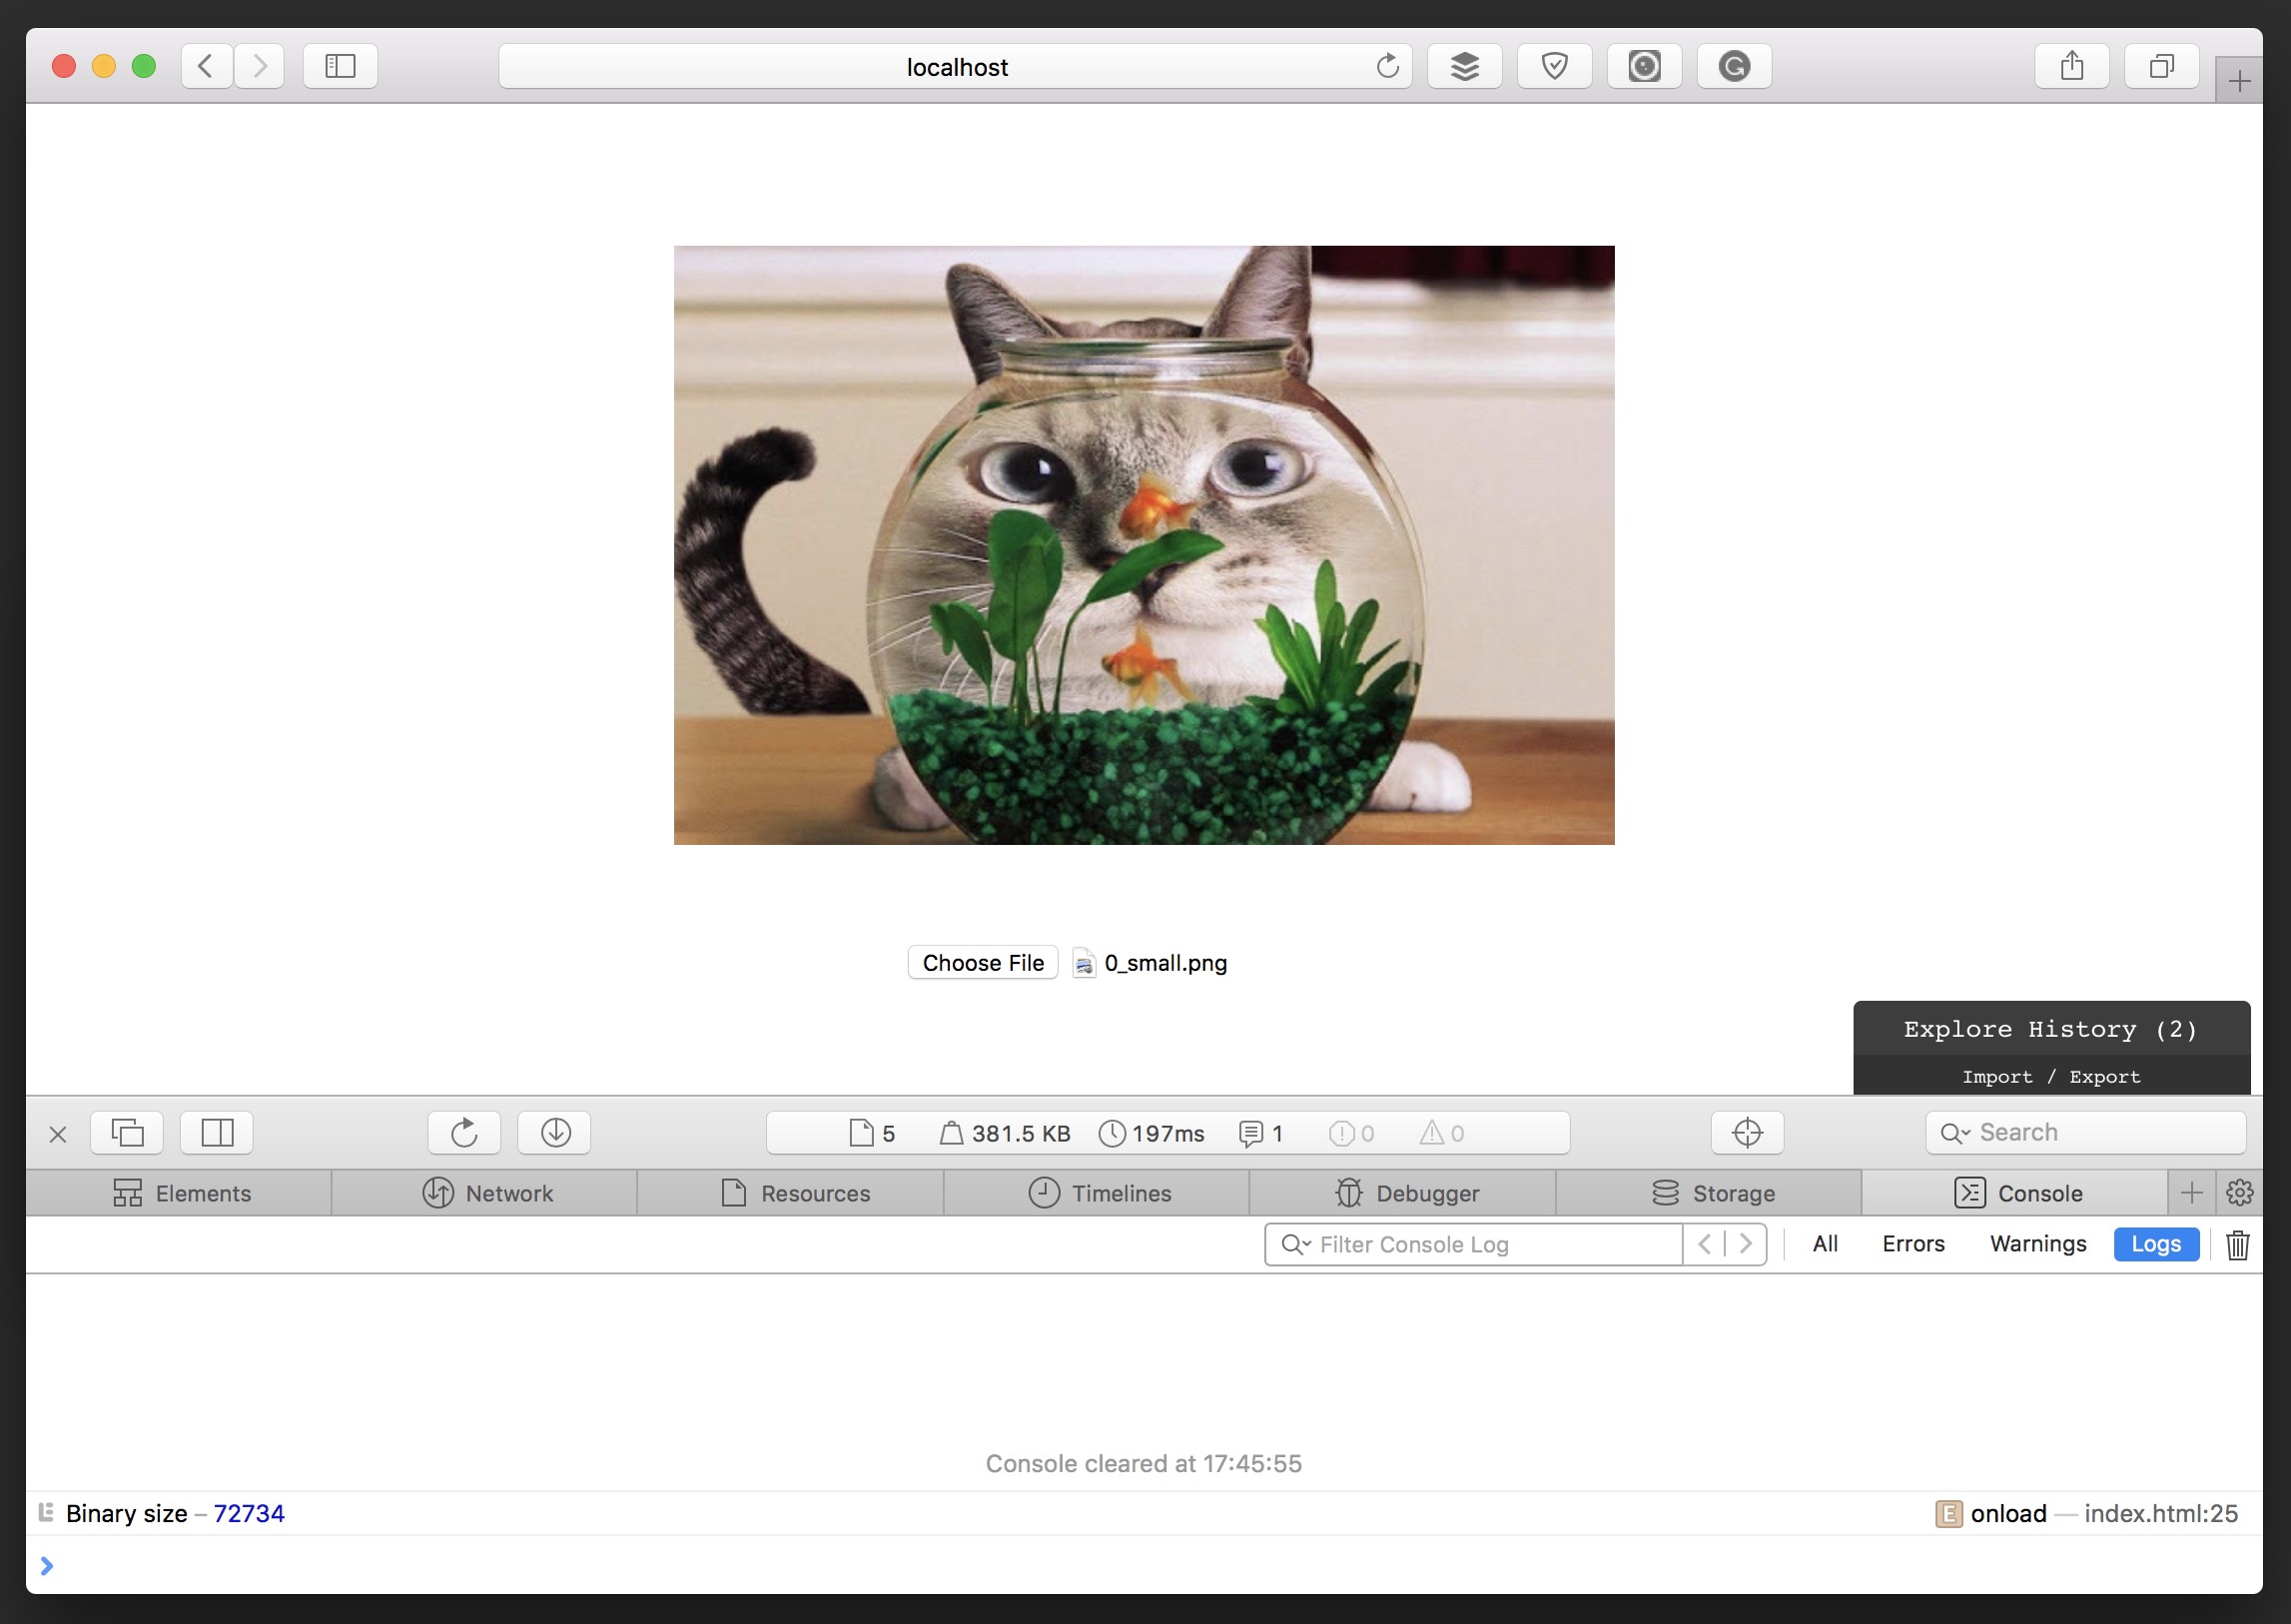 localhost
Choose File 0_small.png
Explore History (2)
Import / Export
5 381.5 KB 197ms 1 0 0 Search
Elements Network Resources Timelines Debugger Storage Console
Filter Console Log All Errors Warnings Logs
Console cleared at 17:45:55
Binary size – 72734 E onload — index.html:25